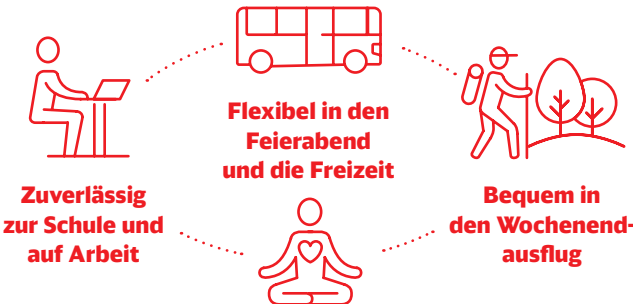 Flexibel in den
Feierabend
und die Freizeit
Zuverlässig
zur Schule und
auf Arbeit
Bequem in
den Wochenend-
ausflug